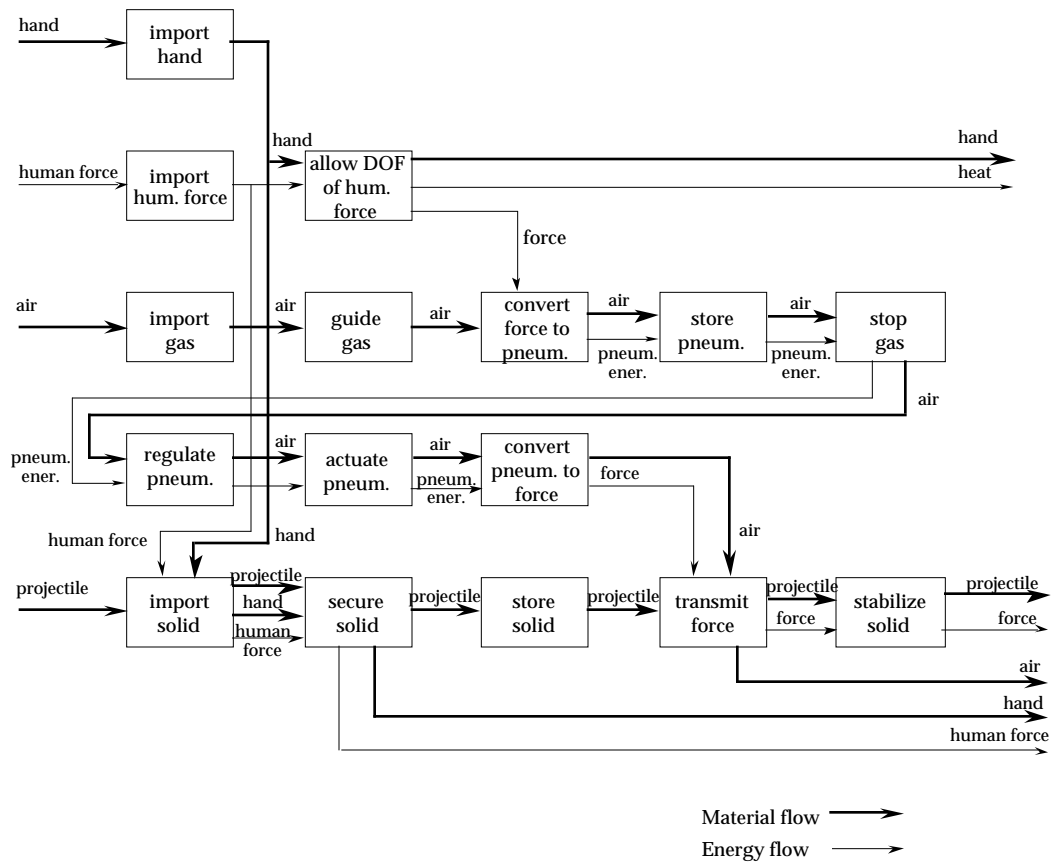 hand
import
hand
hand
hand
human force
import
hum. force
allow DOF
of hum.
force
heat
force
air
import
gas
air
guide
gas
air
convert
force to
pneum.
air
pneum.
ener.
store
pneum.
air
pneum.
ener.
stop
gas
air
pneum.
ener.
regulate
pneum.
air
actuate
pneum.
air
pneum.
ener.
convert
pneum. to
force
force
air
human force
hand
projectile
import
solid
projectile
hand
human
force
secure
solid
projectile
store
solid
projectile
transmit
force
projectile
force
stabilize
solid
projectile
force
air
hand
human force
Material flow
Energy flow